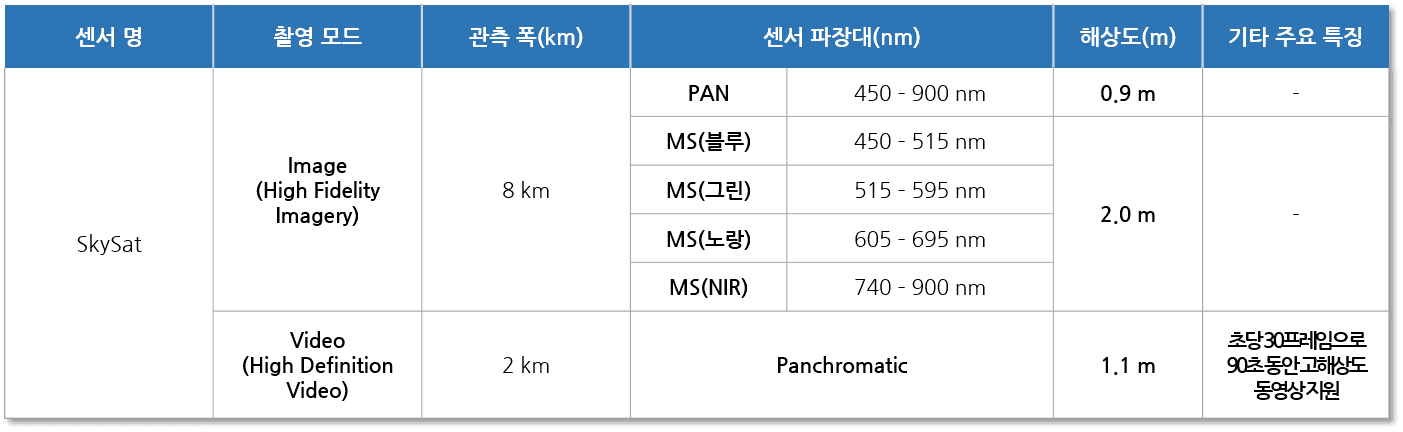 센서 명 촬영 모드 관측 폭(km) 센서 파장대(nm) 해상도(m) 기타 주요 특징
SkySat
Image
(High Fidelity
Imagery)
8 km
PAN 450 - 900 nm 0.9 m -
MS(블루) 450 - 515 nm
MS(그린) 515 - 595 nm
MS(노랑) 605 - 695 nm
MS(NIR) 740 - 900 nm
2.0 m -
Video
(High Definition
Video)
2 km Panchromatic 1.1 m
초당 30프레임으로
90초 동안 고해상도
동영상 지원